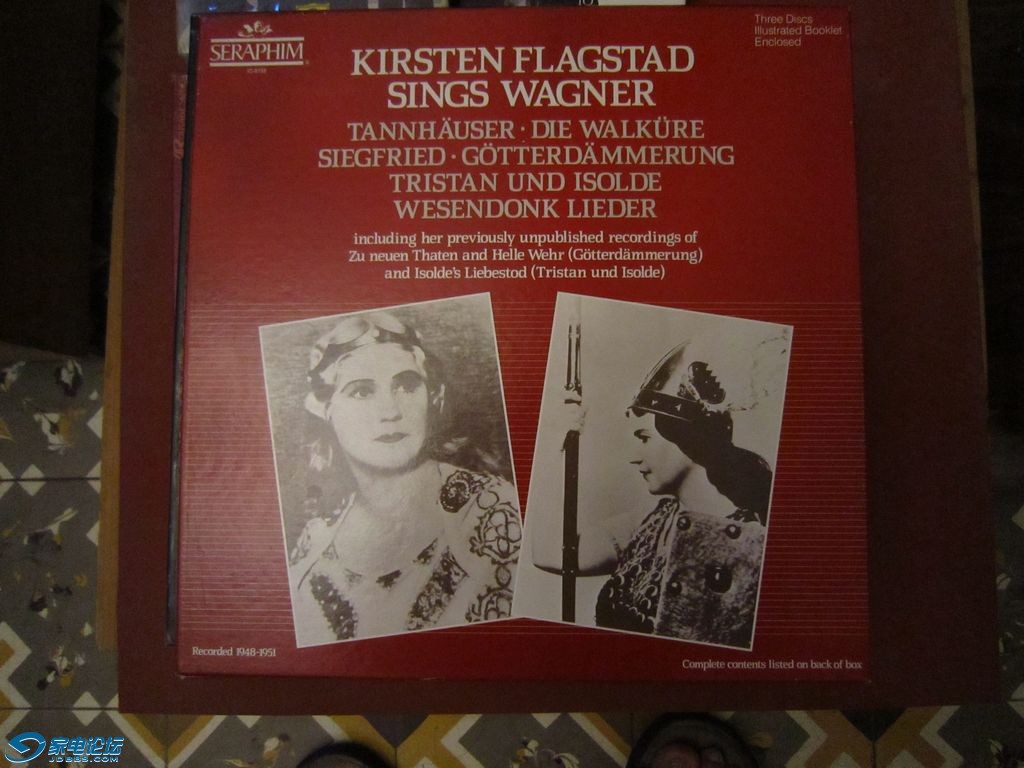 SERAPHIM
Three Discs
Illustrated Booklet
Enclosed
KIRSTEN FLAGSTAD
SINGS WAGNER
TANNHÄUSER · DIE WALKÜRE
SIEGFRIED · GÖTTERDÄMMERUNG
TRISTAN UND ISOLDE
WESENDONK LIEDER
including her previously unpublished recordings of
Zu neuen Thaten and Helle Wehr (Götterdämmerung)
and Isolde's Liebestod (Tristan und Isolde)
Recorded 1948-1951
Complete contents listed on back of box
家电论坛
JDBBS.COM